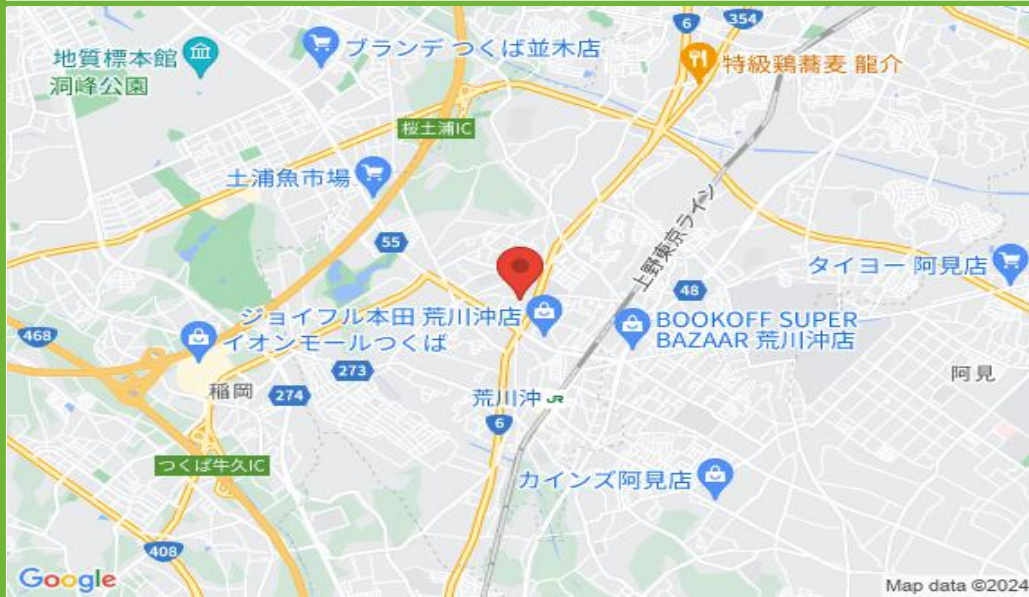 6
354
地質標本館
洞峰公園
ブランデ つくば並木店
特級鶏蕎麦 龍介
桜土浦IC
土浦魚市場
上野東京ライン
55
タイヨー 阿見店
48
ジョイフル本田 荒川沖店
BOOKOFF SUPER
BAZAAR 荒川沖店
468
イオンモールつくば
273
阿見
稲岡
274
荒川沖 JR
6
つくば牛久IC
カインズ阿見店
408
Google
Map data ©2024